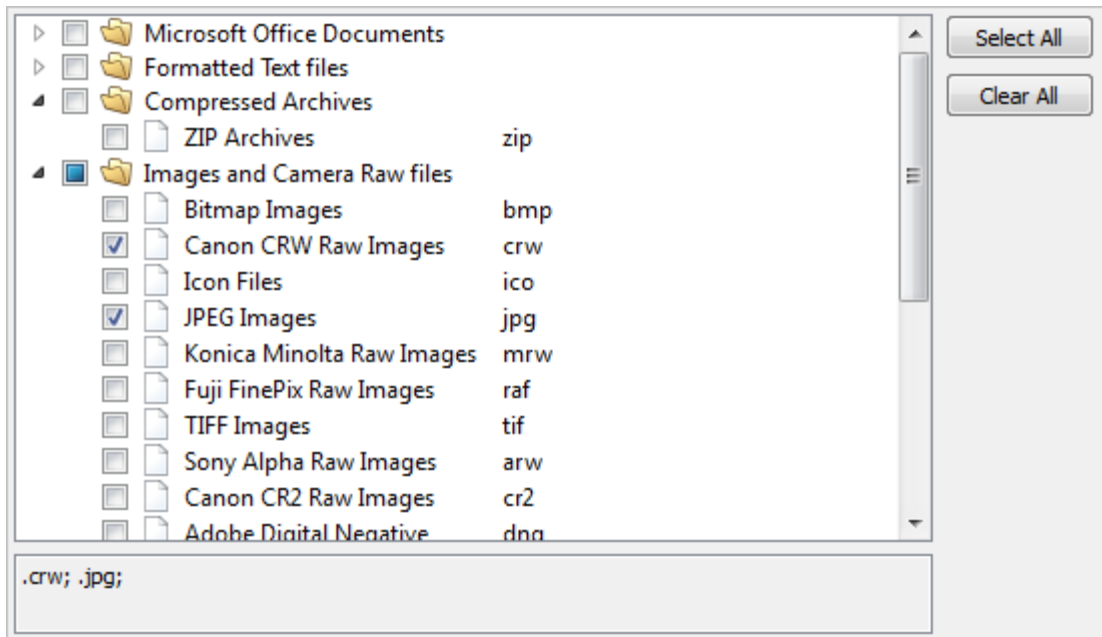 Microsoft Office Documents
Formatted Text files
Compressed Archives
ZIP Archives zip
Images and Camera Raw files
Bitmap Images bmp
Canon CRW Raw Images crw
Icon Files ico
JPEG Images jpg
Konica Minolta Raw Images mrw
Fuji FinePix Raw Images raf
TIFF Images tif
Sony Alpha Raw Images arw
Canon CR2 Raw Images cr2
Adobe Digital Negative dng
.crw; .jpg;
Select All
Clear All